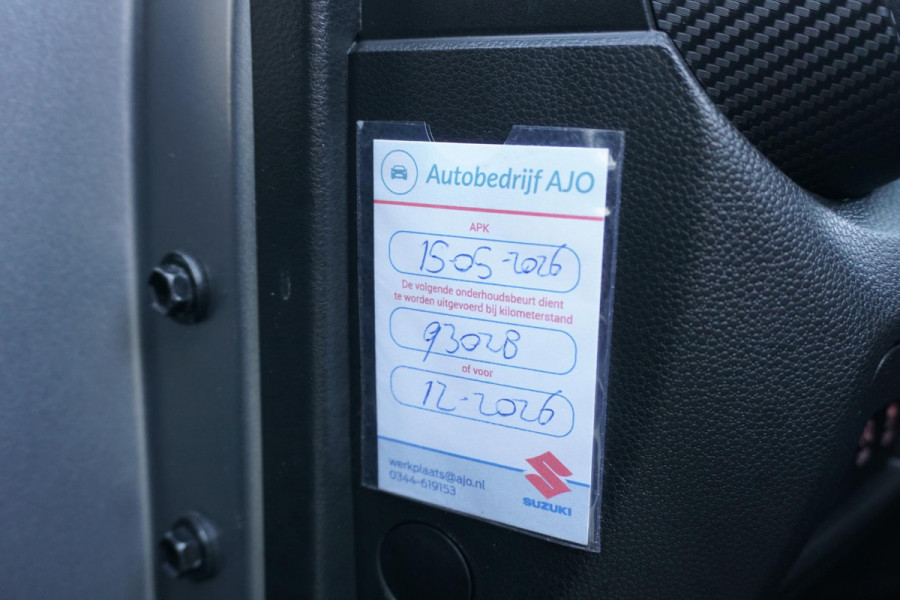 Autobedrijf AJO
APK
15-05-2026
De volgende onderhoudsbeurt dient
te worden uitgevoerd bij kilometerstand
93028
of voor
12-2026
werkplaats@ajo.nl
0344-619153
SUZUKI